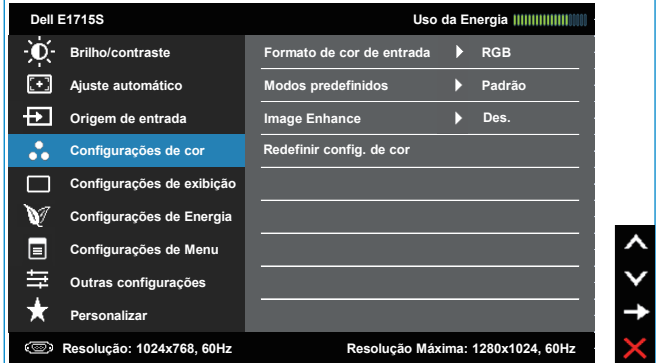 Dell E1715S Uso da Energia
Brilho/contraste Formato de cor de entrada RGB
Ajuste automático Modos predefinidos Padrão
Origem de entrada Image Enhance Des.
Configurações de cor Redefinir config. de cor
Configurações de exibição
Configurações de Energia
Configurações de Menu
Outras configurações
Personalizar
Resolução: 1024x768, 60Hz Resolução Máxima: 1280x1024, 60Hz